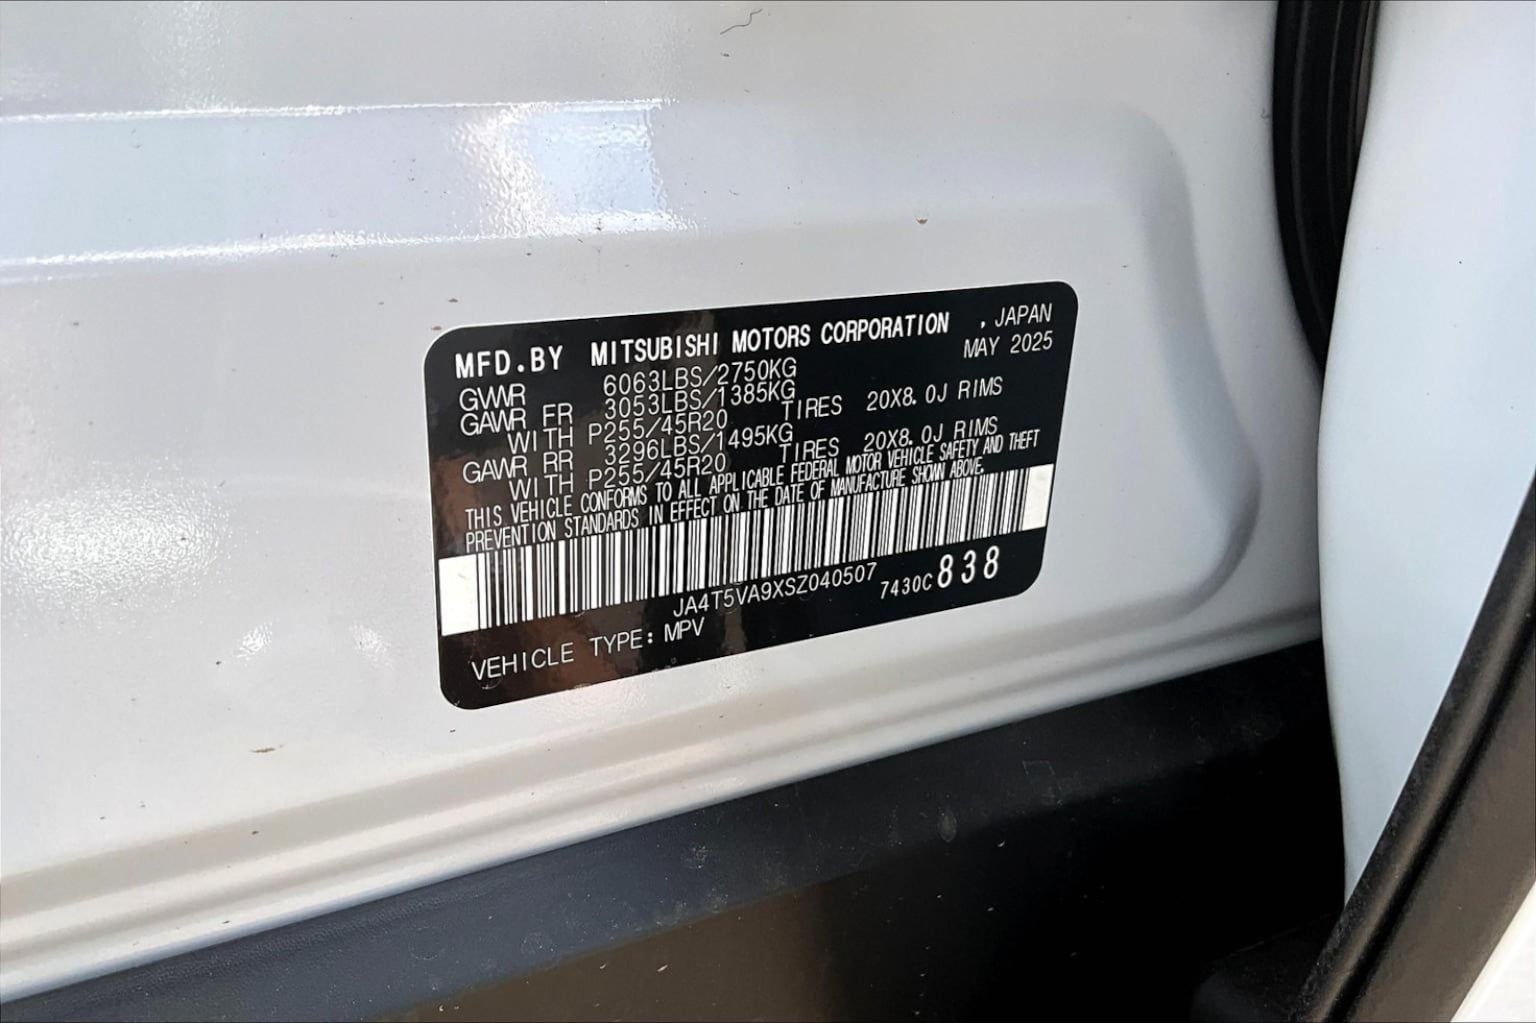 MFD.BY MITSUBISHI MOTORS CORPORATION , JAPAN
MAY 2025
GVWR 6063LBS/2750KG
GAWR FR 3053LBS/1385KG
WITH P255/45R20 TIRES 20X8.0J RIMS
GAWR RR 3296LBS/1495KG
WITH P255/45R20 TIRES 20X8.0J RIMS
THIS VEHICLE CONFORMS TO ALL APPLICABLE FEDERAL MOTOR VEHICLE SAFETY AND THEFT
PREVENTION STANDARDS IN EFFECT ON THE DATE OF MANUFACTURE SHOWN ABOVE.
JA4T5VA9XSZ040507 7430C838
VEHICLE TYPE: MPV